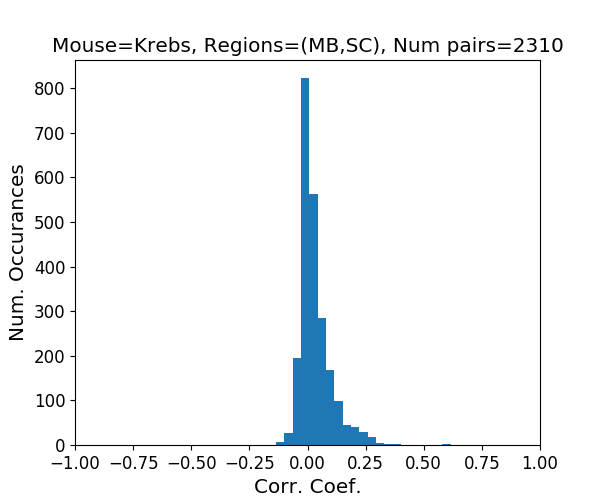 Mouse=Krebs, Regions=(MB,SC), Num pairs=2310
Num. Occurances
800
700
600
500
400
300
200
100
0
−1.00 −0.75 −0.50 −0.25 0.00 0.25 0.50 0.75 1.00
Corr. Coef.